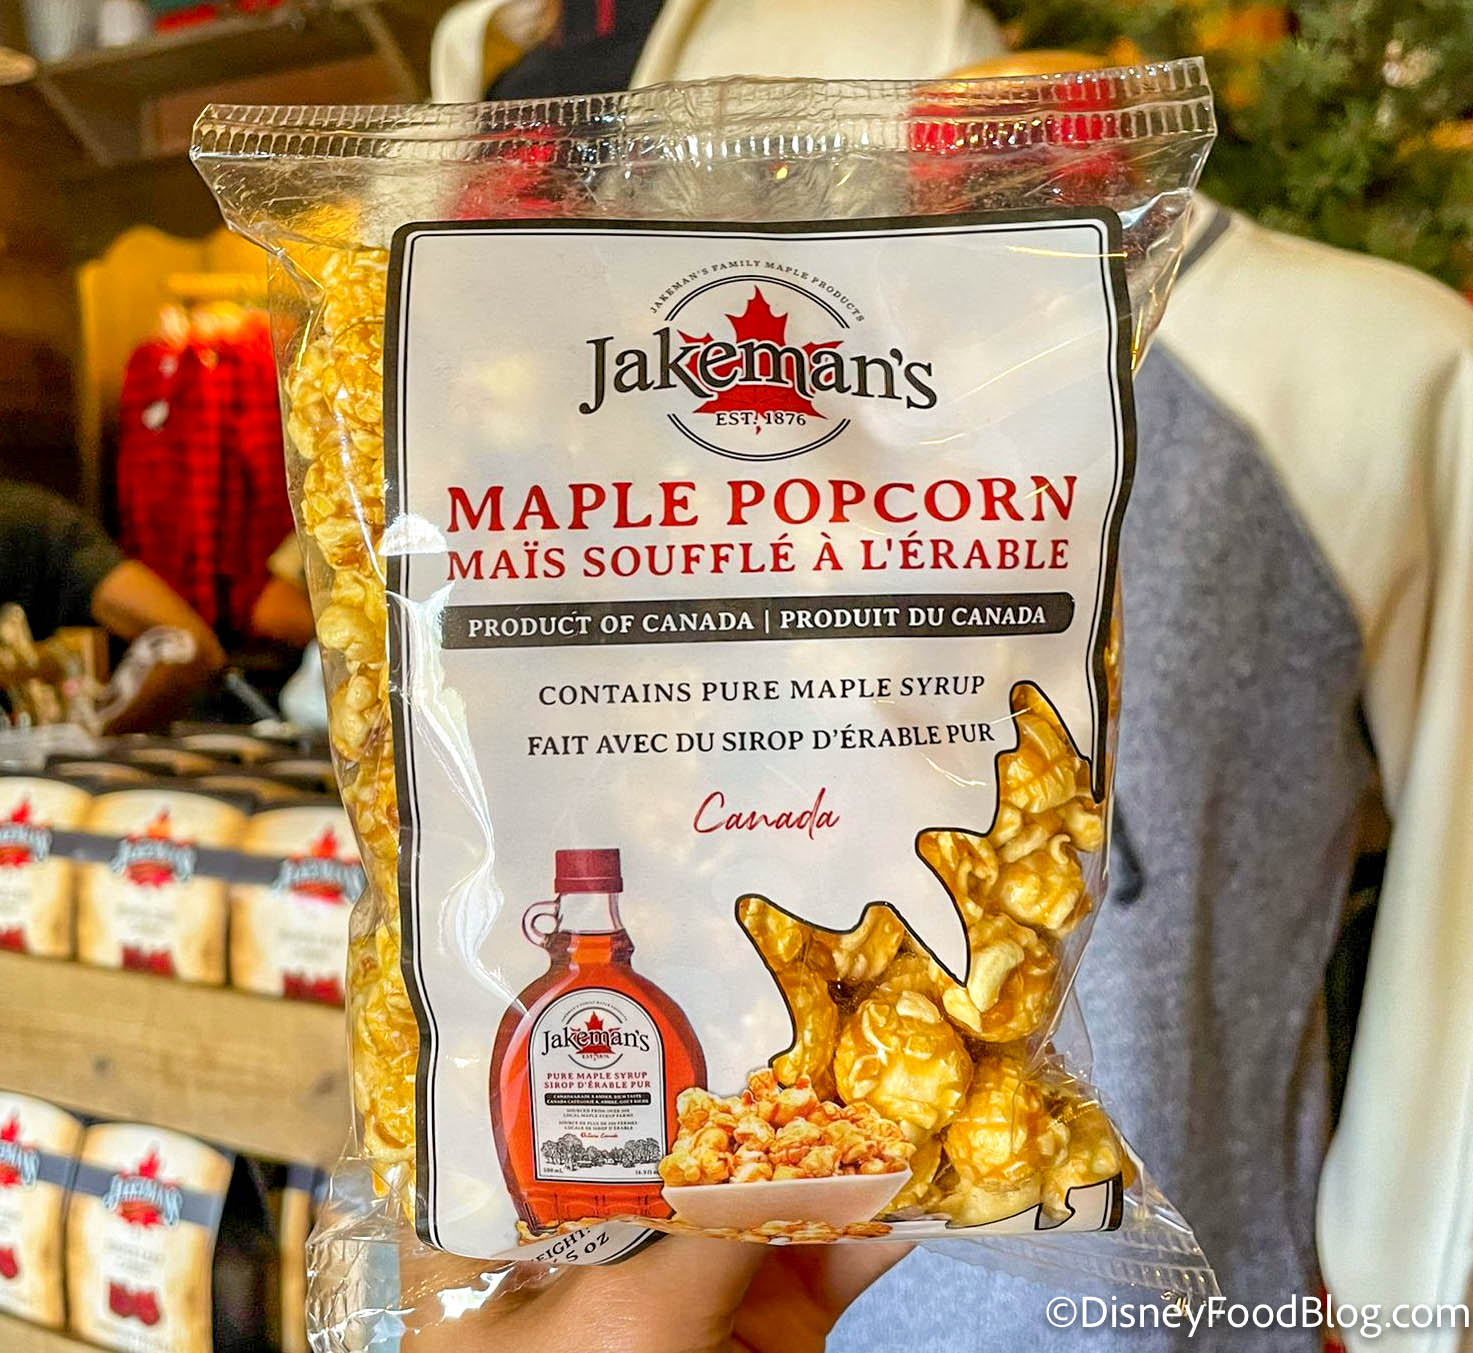 JAKEMAN'S FAMILY MAPLE PRODUCTS
Jakeman's
EST. 1876
MAPLE POPCORN
MAÏS SOUFFLÉ À L'ÉRABLE
PRODUCT OF CANADA | PRODUIT DU CANADA
CONTAINS PURE MAPLE SYRUP
FAIT AVEC DU SIROP D'ÉRABLE PUR
Canada
Jakeman's
PURE MAPLE SYRUP
SIROP D'ÉRABLE PUR
OZ
©DisneyFoodBlog.com